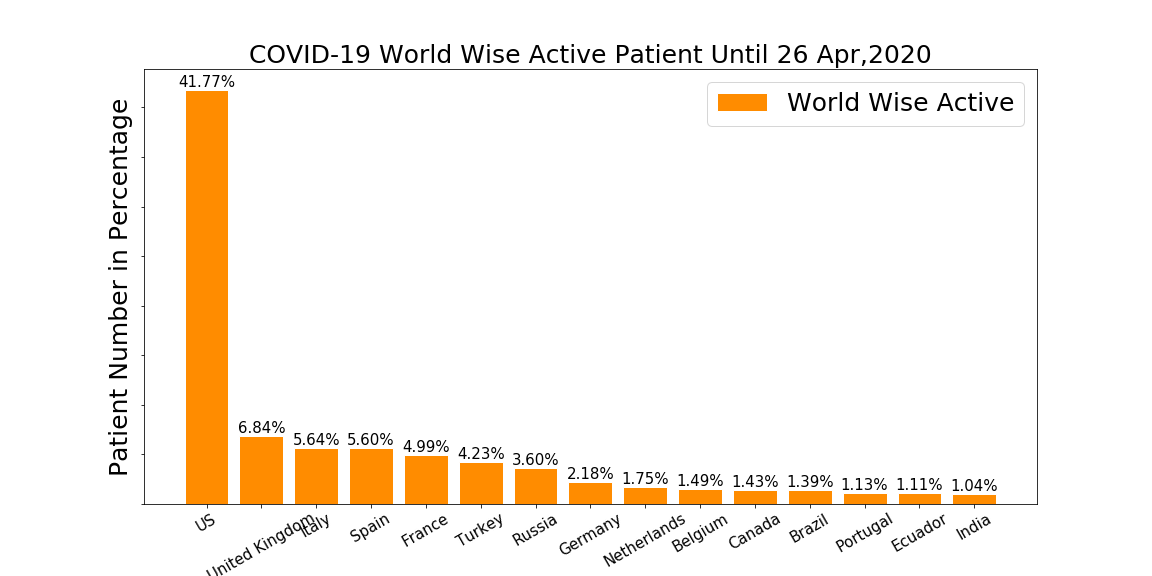 COVID-19 World Wise Active Patient Until 26 Apr,2020
World Wise Active
Patient Number in Percentage
41.77%
6.84%
5.64%
5.60%
4.99%
4.23%
3.60%
2.18%
1.75%
1.49%
1.43%
1.39%
1.13%
1.11%
1.04%
US
United Kingdom
Italy
Spain
France
Turkey
Russia
Germany
Netherlands
Belgium
Canada
Brazil
Portugal
Ecuador
India